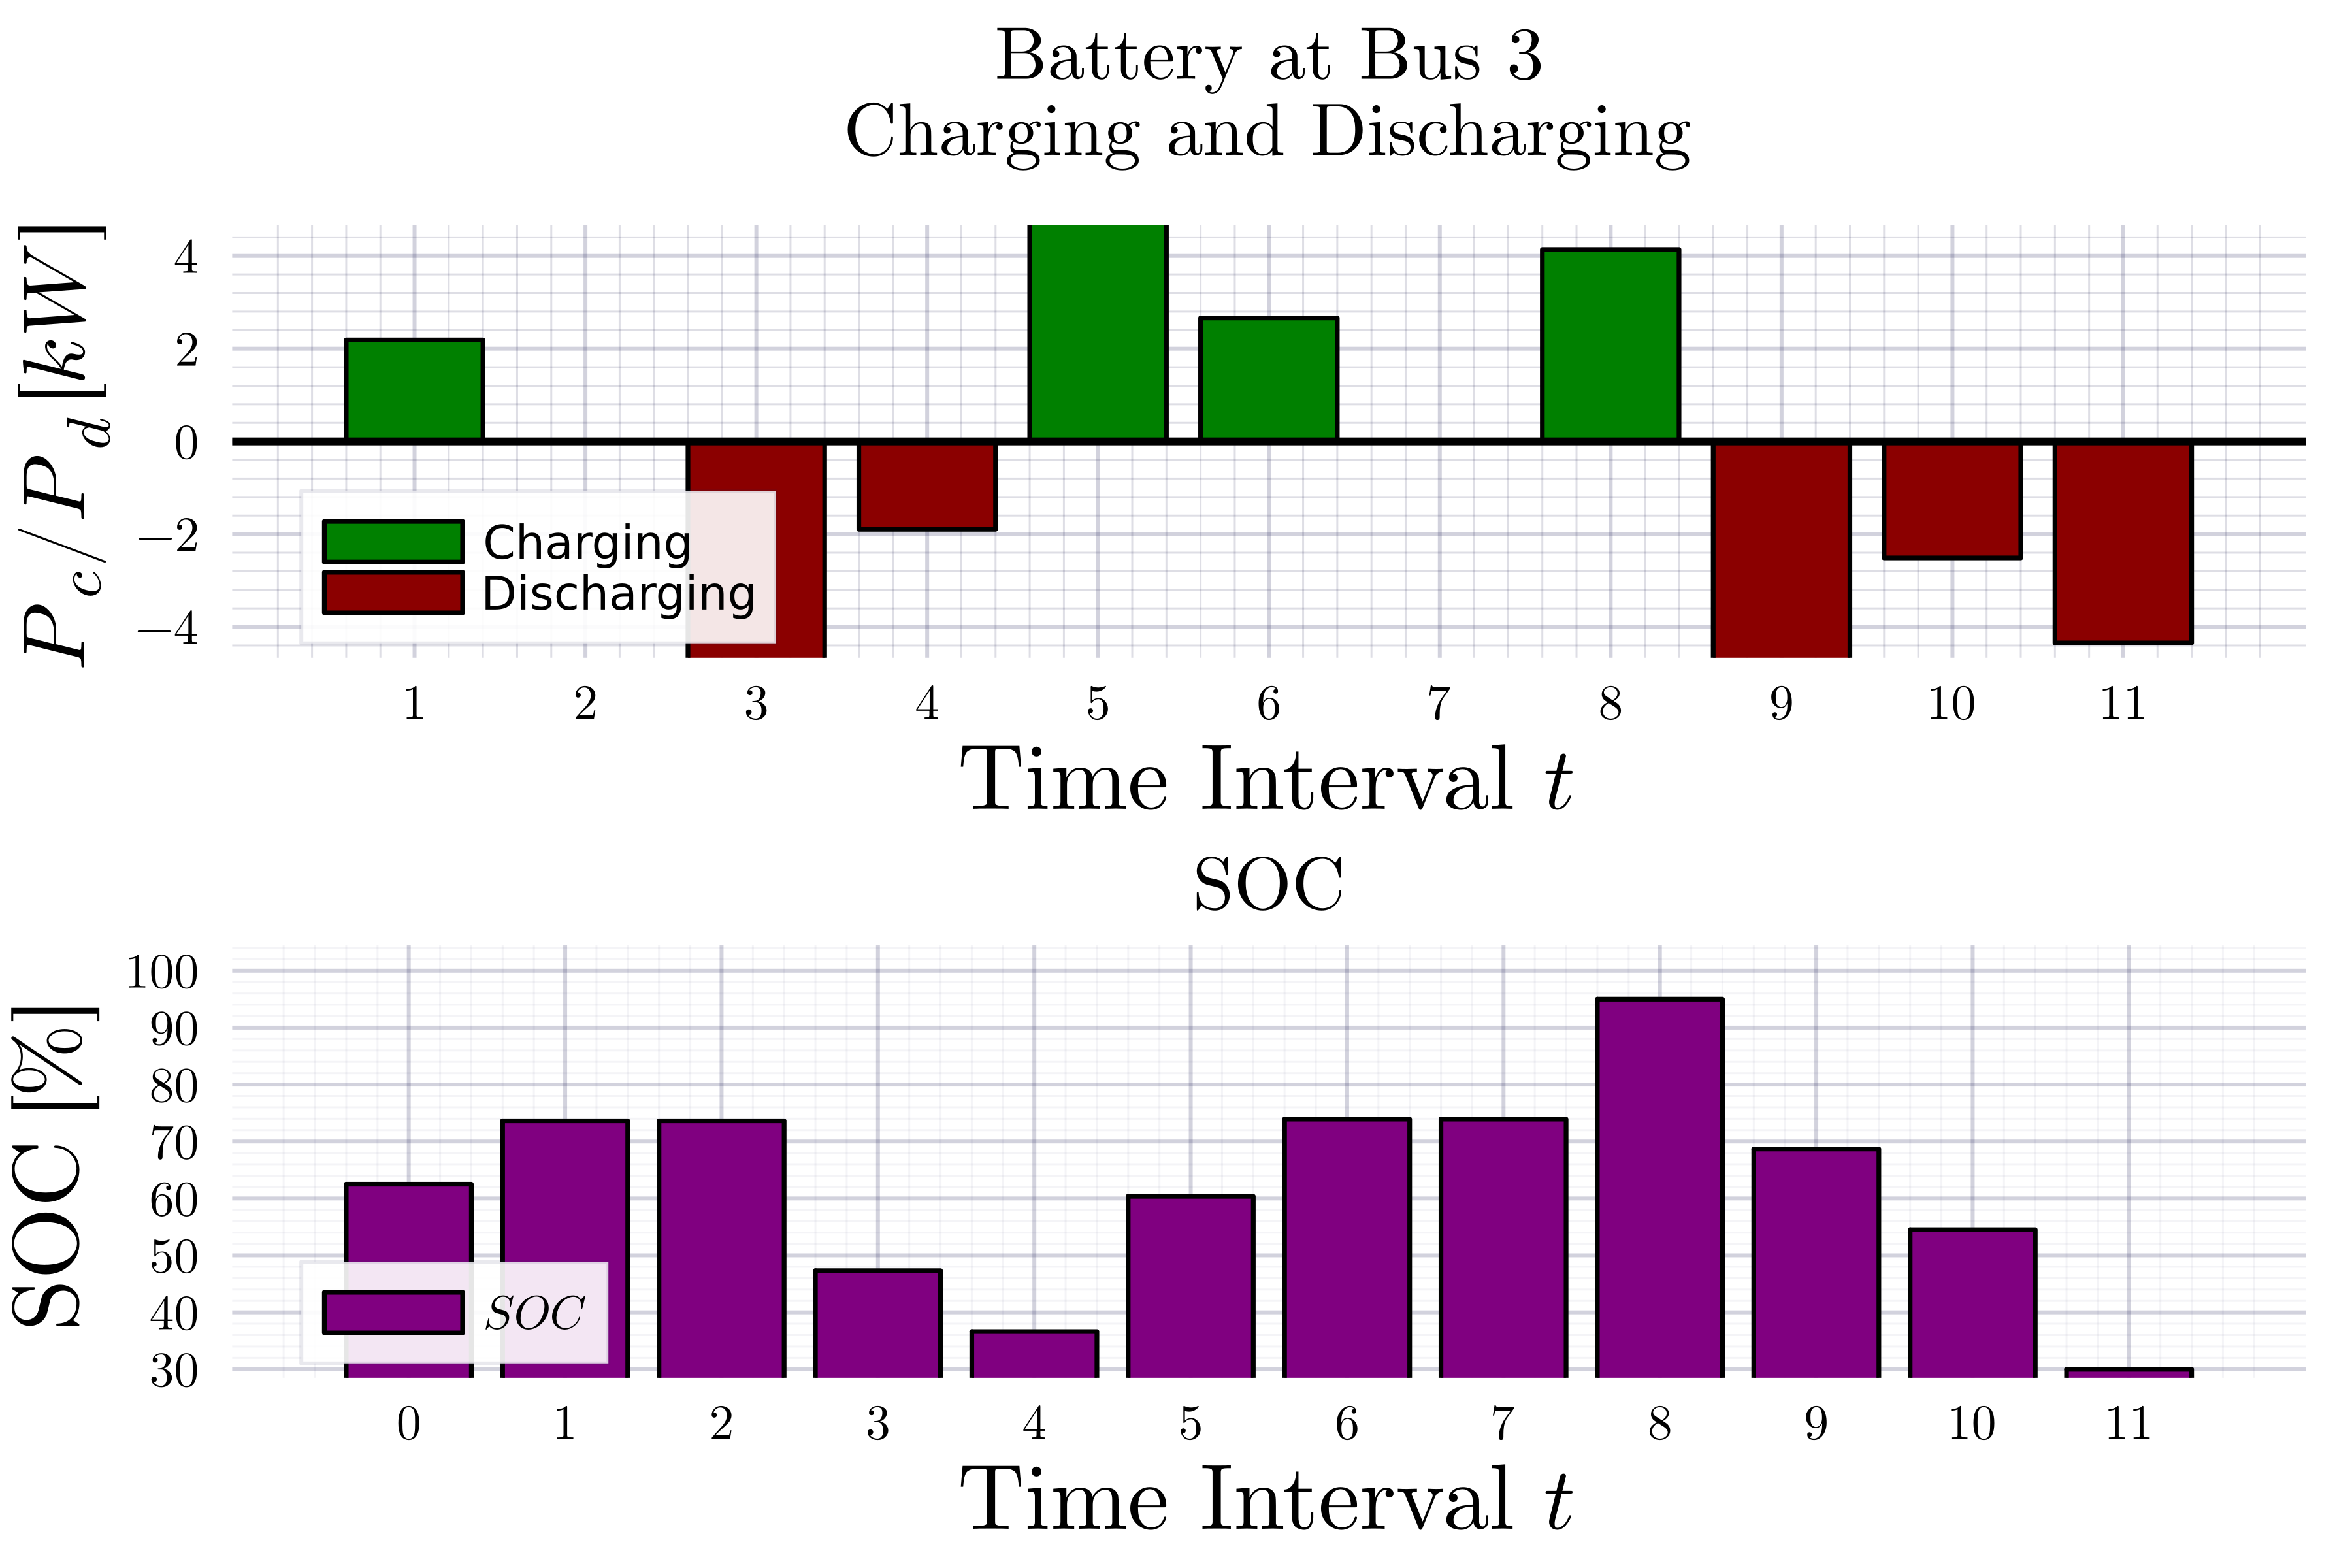 Battery at Bus 3
Charging and Discharging
P_c/P_d [kW]
4
2
0
−2
−4
Charging
Discharging
1 2 3 4 5 6 7 8 9 10 11
Time Interval t
SOC
SOC [%]
100
90
80
70
60
50
40
30
SOC
0 1 2 3 4 5 6 7 8 9 10 11
Time Interval t